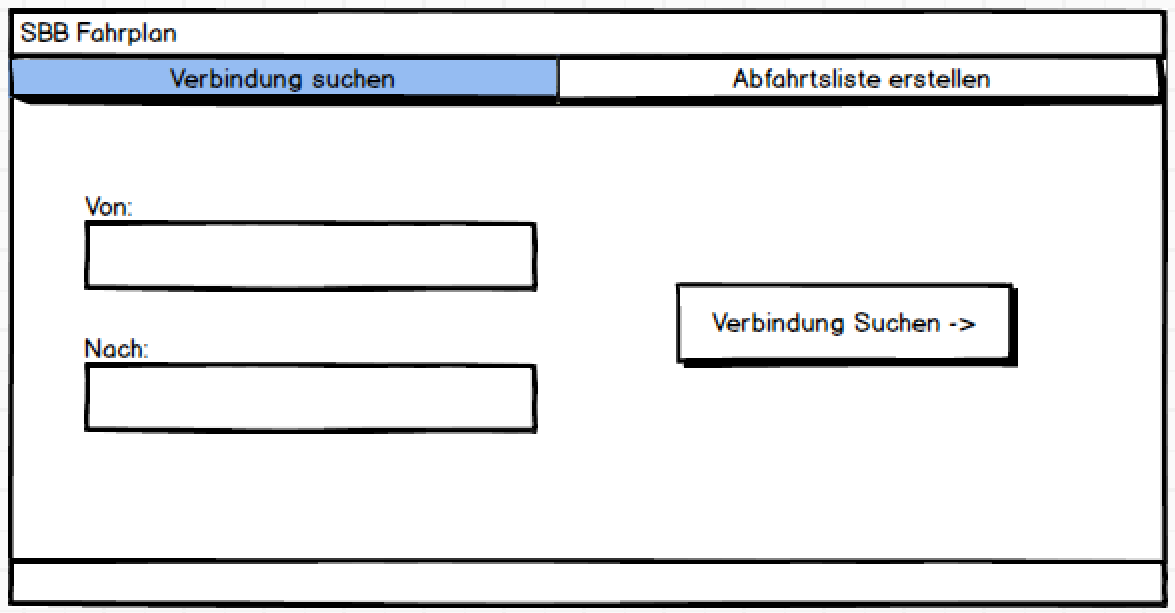 SBB Fahrplan
Verbindung suchen
Abfahrtsliste erstellen
Von:
Nach:
Verbindung Suchen ->